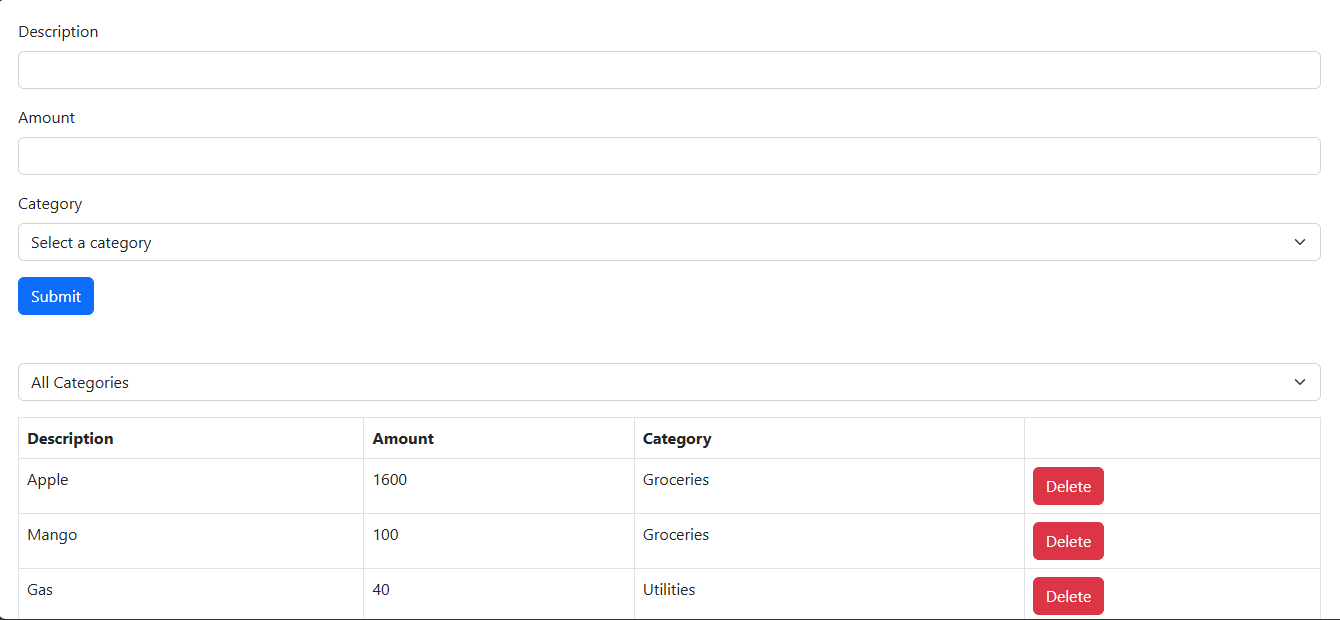 Description
Amount
Category
Select a category
Submit
All Categories
Description Amount Category
Apple 1600 Groceries Delete
Mango 100 Groceries Delete
Gas 40 Utilities Delete